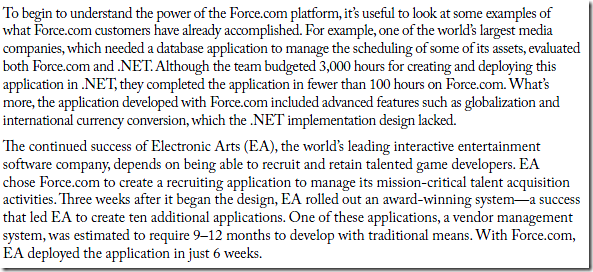 To begin to understand the power of the Force.com platform, it's useful to look at some examples of
what Force.com customers have already accomplished. For example, one of the world's largest media
companies, which needed a database application to manage the scheduling of some of its assets, evaluated
both Force.com and .NET. Although the team budgeted 3,000 hours for creating and deploying this
application in .NET, they completed the application in fewer than 100 hours on Force.com. What's
more, the application developed with Force.com included advanced features such as globalization and
international currency conversion, which the .NET implementation design lacked.
The continued success of Electronic Arts (EA), the world's leading interactive entertainment
software company, depends on being able to recruit and retain talented game developers. EA
chose Force.com to create a recruiting application to manage its mission-critical talent acquisition
activities. Three weeks after it began the design, EA rolled out an award-winning system—a success
that led EA to create ten additional applications. One of these applications, a vendor management
system, was estimated to require 9–12 months to develop with traditional means. With Force.com,
EA deployed the application in just 6 weeks.